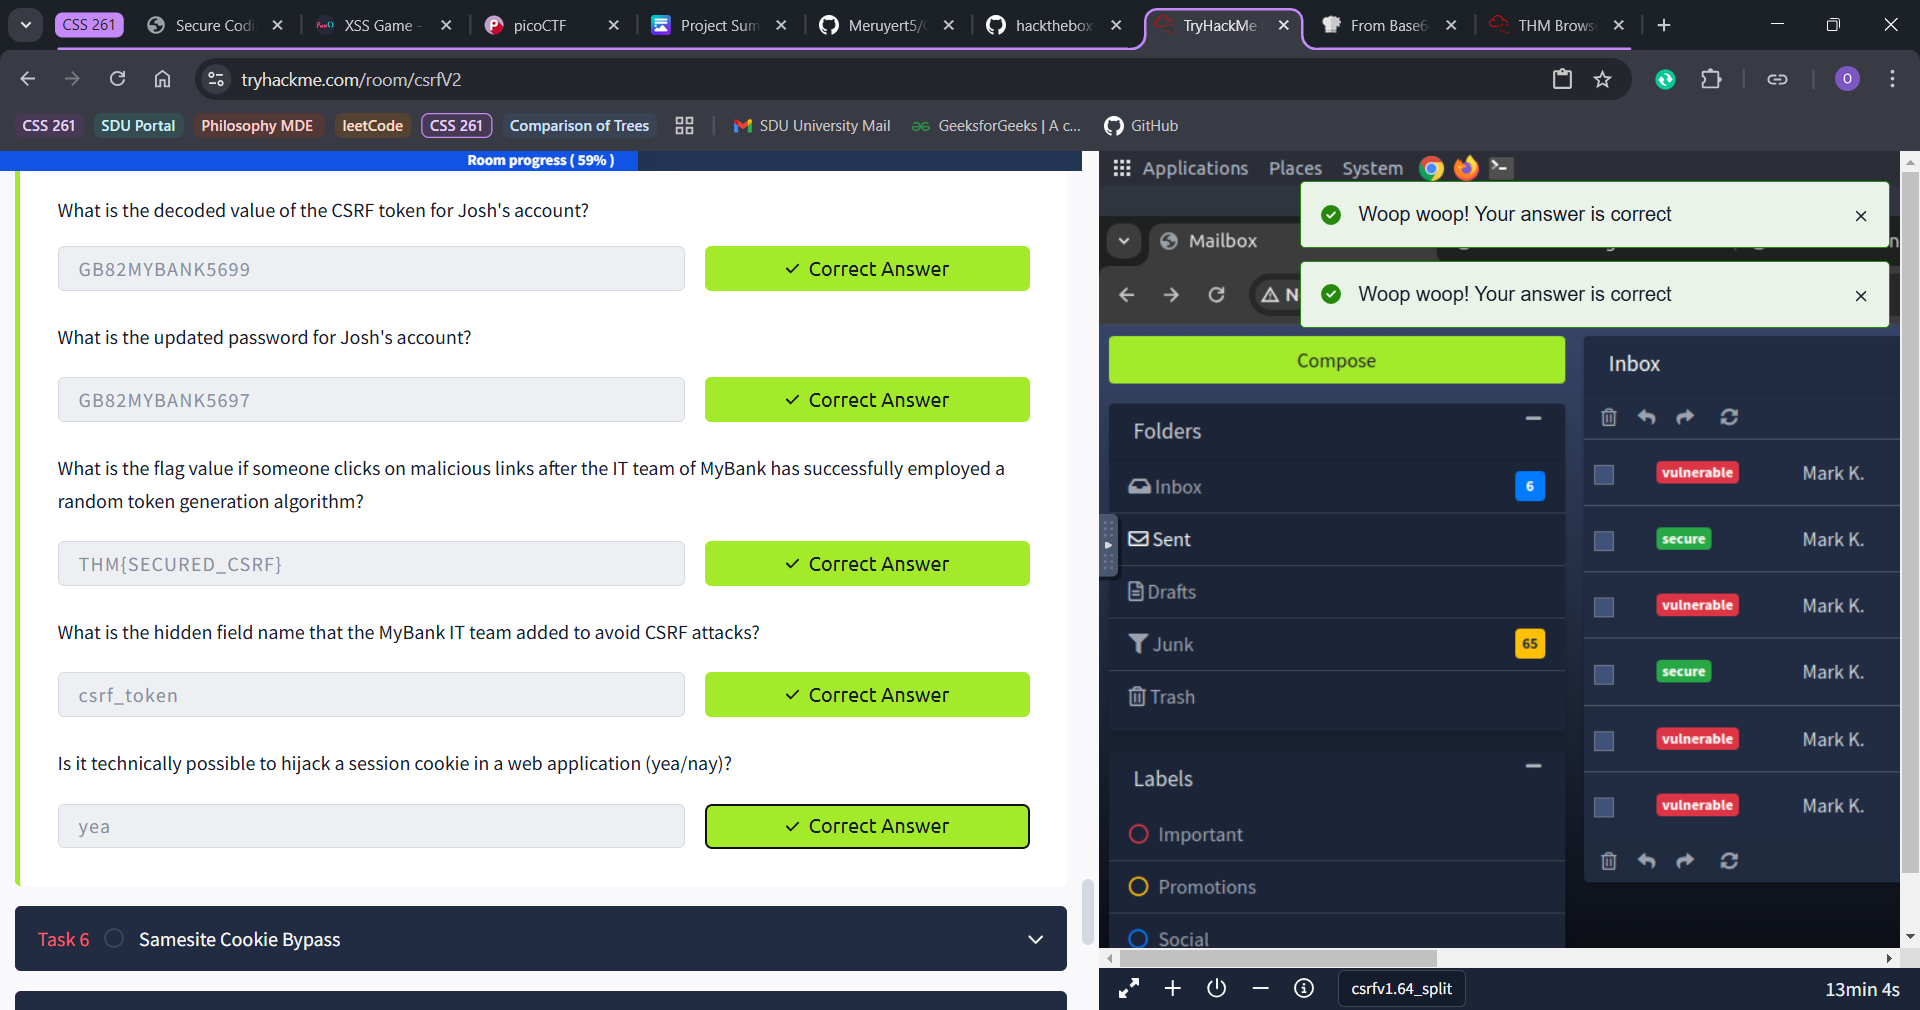 CSS 261
Secure Codi
XSS Game -
picoCTF
Project Sum
Meruyert5/
hackthebox
TryHackMe
From Base6
THM Brows
tryhackme.com/room/csrfV2
O
CSS 261
SDU Portal
Philosophy MDE
leetCode
CSS 261
Comparison of Trees
SDU University Mail
GeeksforGeeks | A c...
GitHub
Room progress ( 59% )
What is the decoded value of the CSRF token for Josh's account?
GB82MYBANK5699
Correct Answer
What is the updated password for Josh's account?
GB82MYBANK5697
Correct Answer
What is the flag value if someone clicks on malicious links after the IT team of MyBank has successfully employed a
random token generation algorithm?
THM{SECURED_CSRF}
Correct Answer
What is the hidden field name that the MyBank IT team added to avoid CSRF attacks?
csrf_token
Correct Answer
Is it technically possible to hijack a session cookie in a web application (yea/nay)?
yea
Correct Answer
Task 6
Samesite Cookie Bypass
Applications
Places
System
Woop woop! Your answer is correct
Mailbox
Woop woop! Your answer is correct
N
Compose
Folders
Inbox
6
Sent
Drafts
Junk
65
Trash
Labels
Important
Promotions
Social
Inbox
vulnerable
Mark K.
secure
Mark K.
vulnerable
Mark K.
secure
Mark K.
vulnerable
Mark K.
vulnerable
Mark K.
csrfv1.64_split
13min 4s